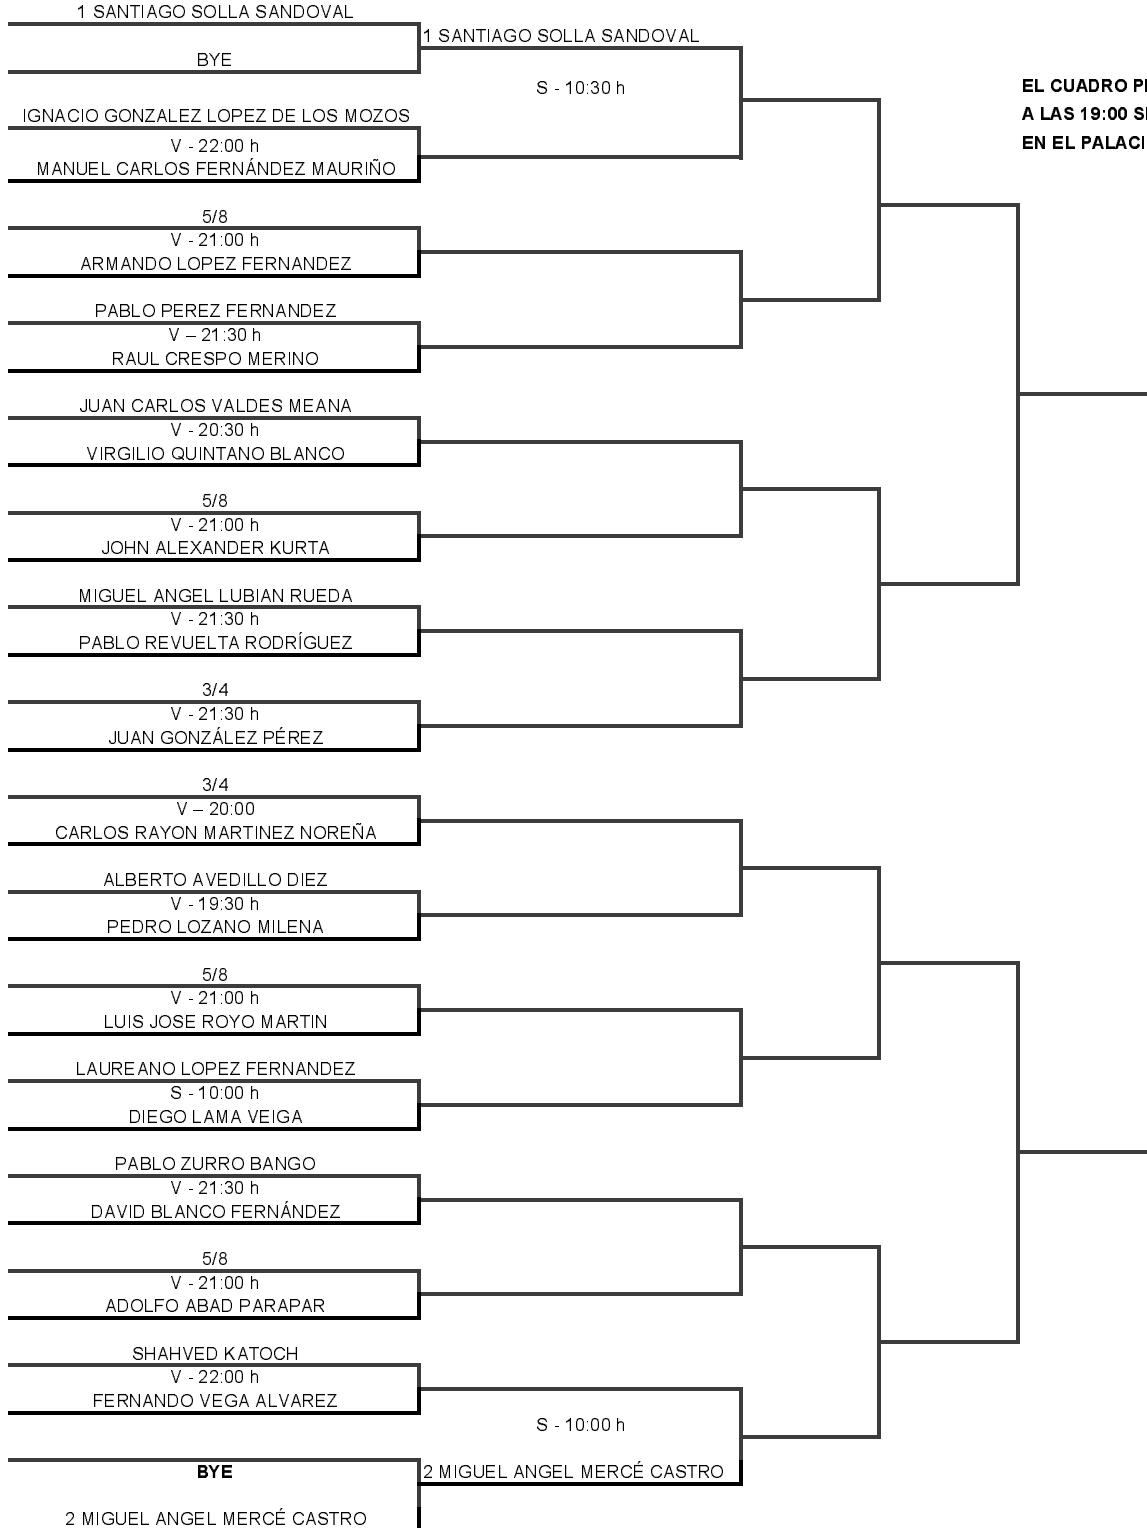 1 SANTIAGO SOLLA SANDOVAL
1 SANTIAGO SOLLA SANDOVAL
BYE
S - 10:30 h
EL CUADRO P
A LAS 19:00 S
EN EL PALACI
IGNACIO GONZALEZ LOPEZ DE LOS MOZOS
V - 22:00 h
MANUEL CARLOS FERNÁNDEZ MAURIÑO
5/8
V - 21:00 h
ARMANDO LOPEZ FERNANDEZ
PABLO PEREZ FERNANDEZ
V – 21:30 h
RAUL CRESPO MERINO
JUAN CARLOS VALDES MEANA
V - 20:30 h
VIRGILIO QUINTANO BLANCO
5/8
V - 21:00 h
JOHN ALEXANDER KURTA
MIGUEL ANGEL LUBIAN RUEDA
V - 21:30 h
PABLO REVUELTA RODRÍGUEZ
3/4
V - 21:30 h
JUAN GONZÁLEZ PÉREZ
3/4
V – 20:00
CARLOS RAYON MARTINEZ NOREÑA
ALBERTO AVEDILLO DIEZ
V - 19:30 h
PEDRO LOZANO MILENA
5/8
V - 21:00 h
LUIS JOSE ROYO MARTIN
LAUREANO LOPEZ FERNANDEZ
S - 10:00 h
DIEGO LAMA VEIGA
PABLO ZURRO BANGO
V - 21:30 h
DAVID BLANCO FERNÁNDEZ
5/8
V - 21:00 h
ADOLFO ABAD PARAPAR
SHAHVED KATOCH
V - 22:00 h
FERNANDO VEGA ALVAREZ
S - 10:00 h
BYE
2 MIGUEL ANGEL MERCÉ CASTRO
2 MIGUEL ANGEL MERCÉ CASTRO